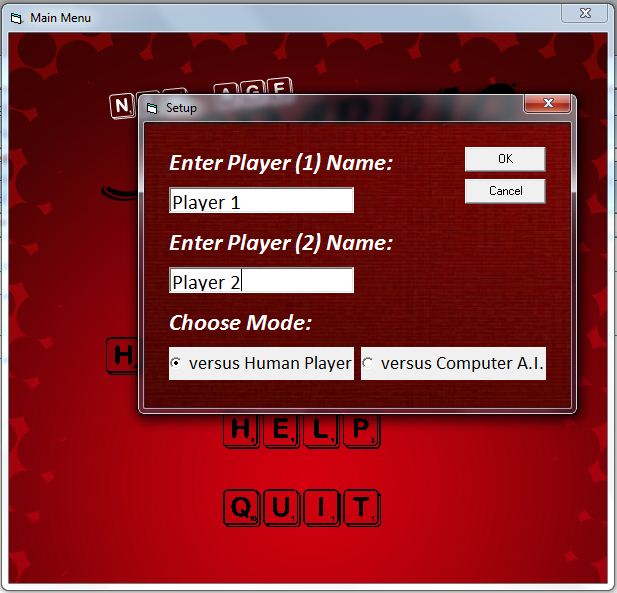 Main Menu
N AGE
Setup
Enter Player (1) Name:
OK
Player 1
Cancel
Enter Player (2) Name:
Player 2
Choose Mode:
versus Human Player
versus Computer A.I.
H
HELP
QUIT